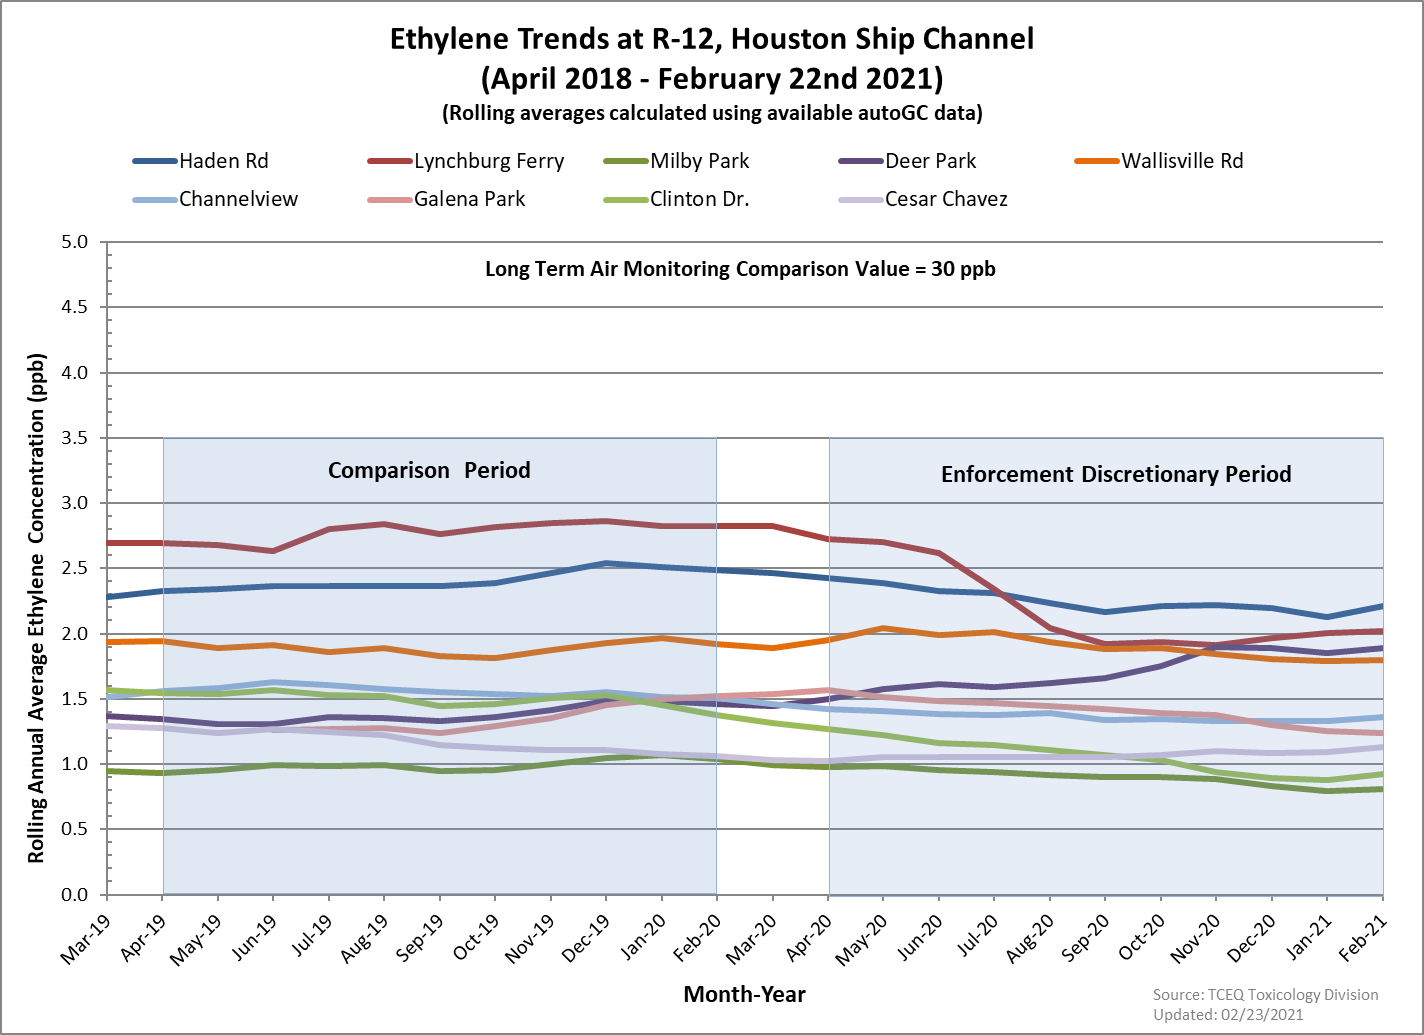 Ethylene Trends at R-12, Houston Ship Channel
(April 2018 - February 22nd 2021)
(Rolling averages calculated using available autoGC data)
Haden Rd
Lynchburg Ferry
Milby Park
Deer Park
Wallisville Rd
Channelview
Galena Park
Clinton Dr.
Cesar Chavez
Long Term Air Monitoring Comparison Value = 30 ppb
Comparison Period
Enforcement Discretionary Period
Rolling Annual Average Ethylene Concentration (ppb)
5.0
4.5
4.0
3.5
3.0
2.5
2.0
1.5
1.0
0.5
0.0
Mar-19
Apr-19
May-19
Jun-19
Jul-19
Aug-19
Sep-19
Oct-19
Nov-19
Dec-19
Jan-20
Feb-20
Mar-20
Apr-20
May-20
Jun-20
Jul-20
Aug-20
Sep-20
Oct-20
Nov-20
Dec-20
Jan-21
Feb-21
Month-Year
Source: TCEQ Toxicology Division
Updated: 02/23/2021